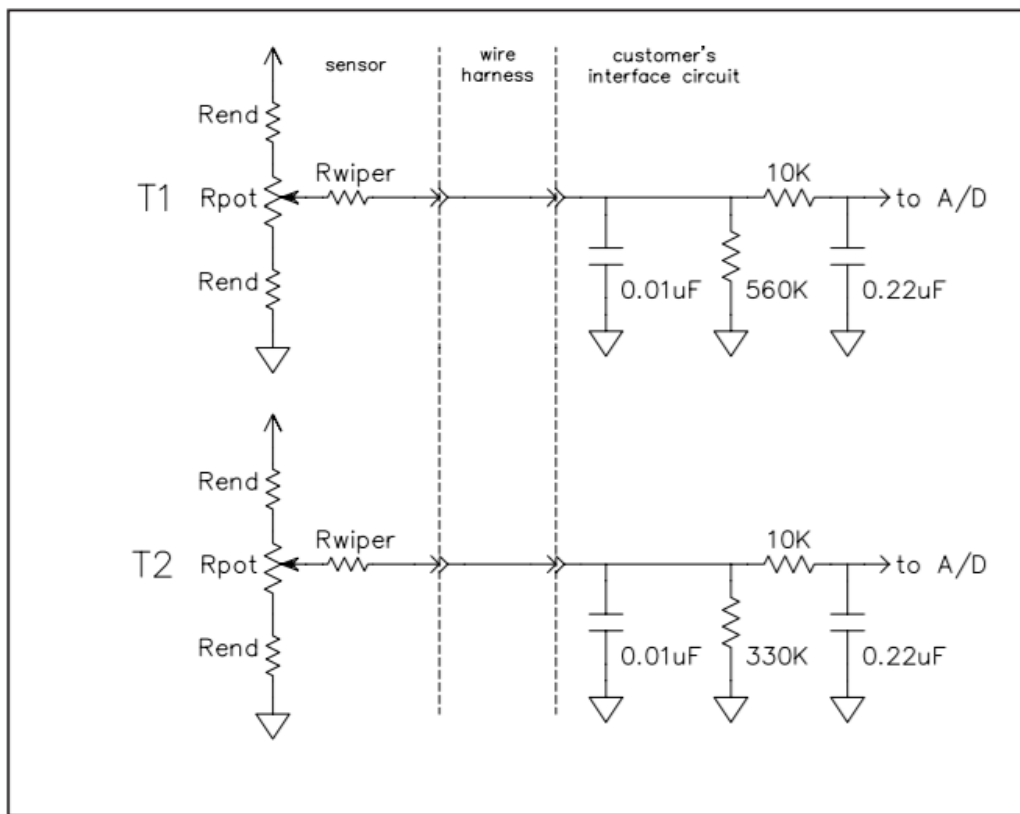 sensor
wire
harness
customer's
interface circuit
Rend
T1 Rpot
Rwiper
10K
to A/D
Rend
0.01uF
560K
0.22uF
Rend
T2 Rpot
Rwiper
10K
to A/D
Rend
0.01uF
330K
0.22uF